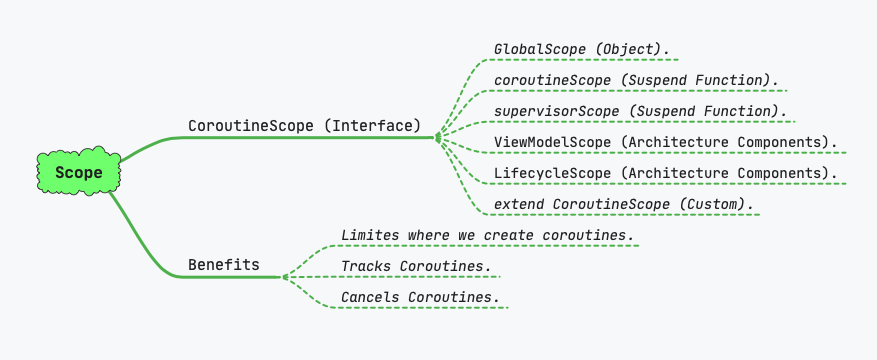 Scope
CoroutineScope (Interface)
GlobalScope (Object).
coroutineScope (Suspend Function).
supervisorScope (Suspend Function).
ViewModelScope (Architecture Components).
LifecycleScope (Architecture Components).
extend CoroutineScope (Custom).
Benefits
Limites where we create coroutines.
Tracks Coroutines.
Cancels Coroutines.